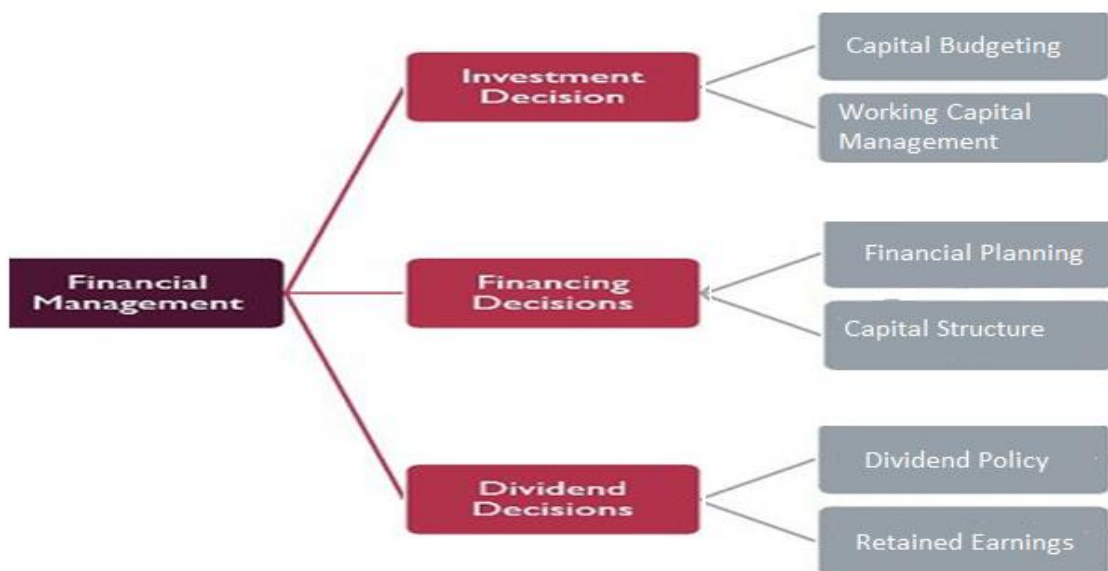 Financial
Management
Investment
Decision
Capital Budgeting
Working Capital
Management
Financing
Decisions
Financial Planning
Capital Structure
Dividend
Decisions
Dividend Policy
Retained Earnings